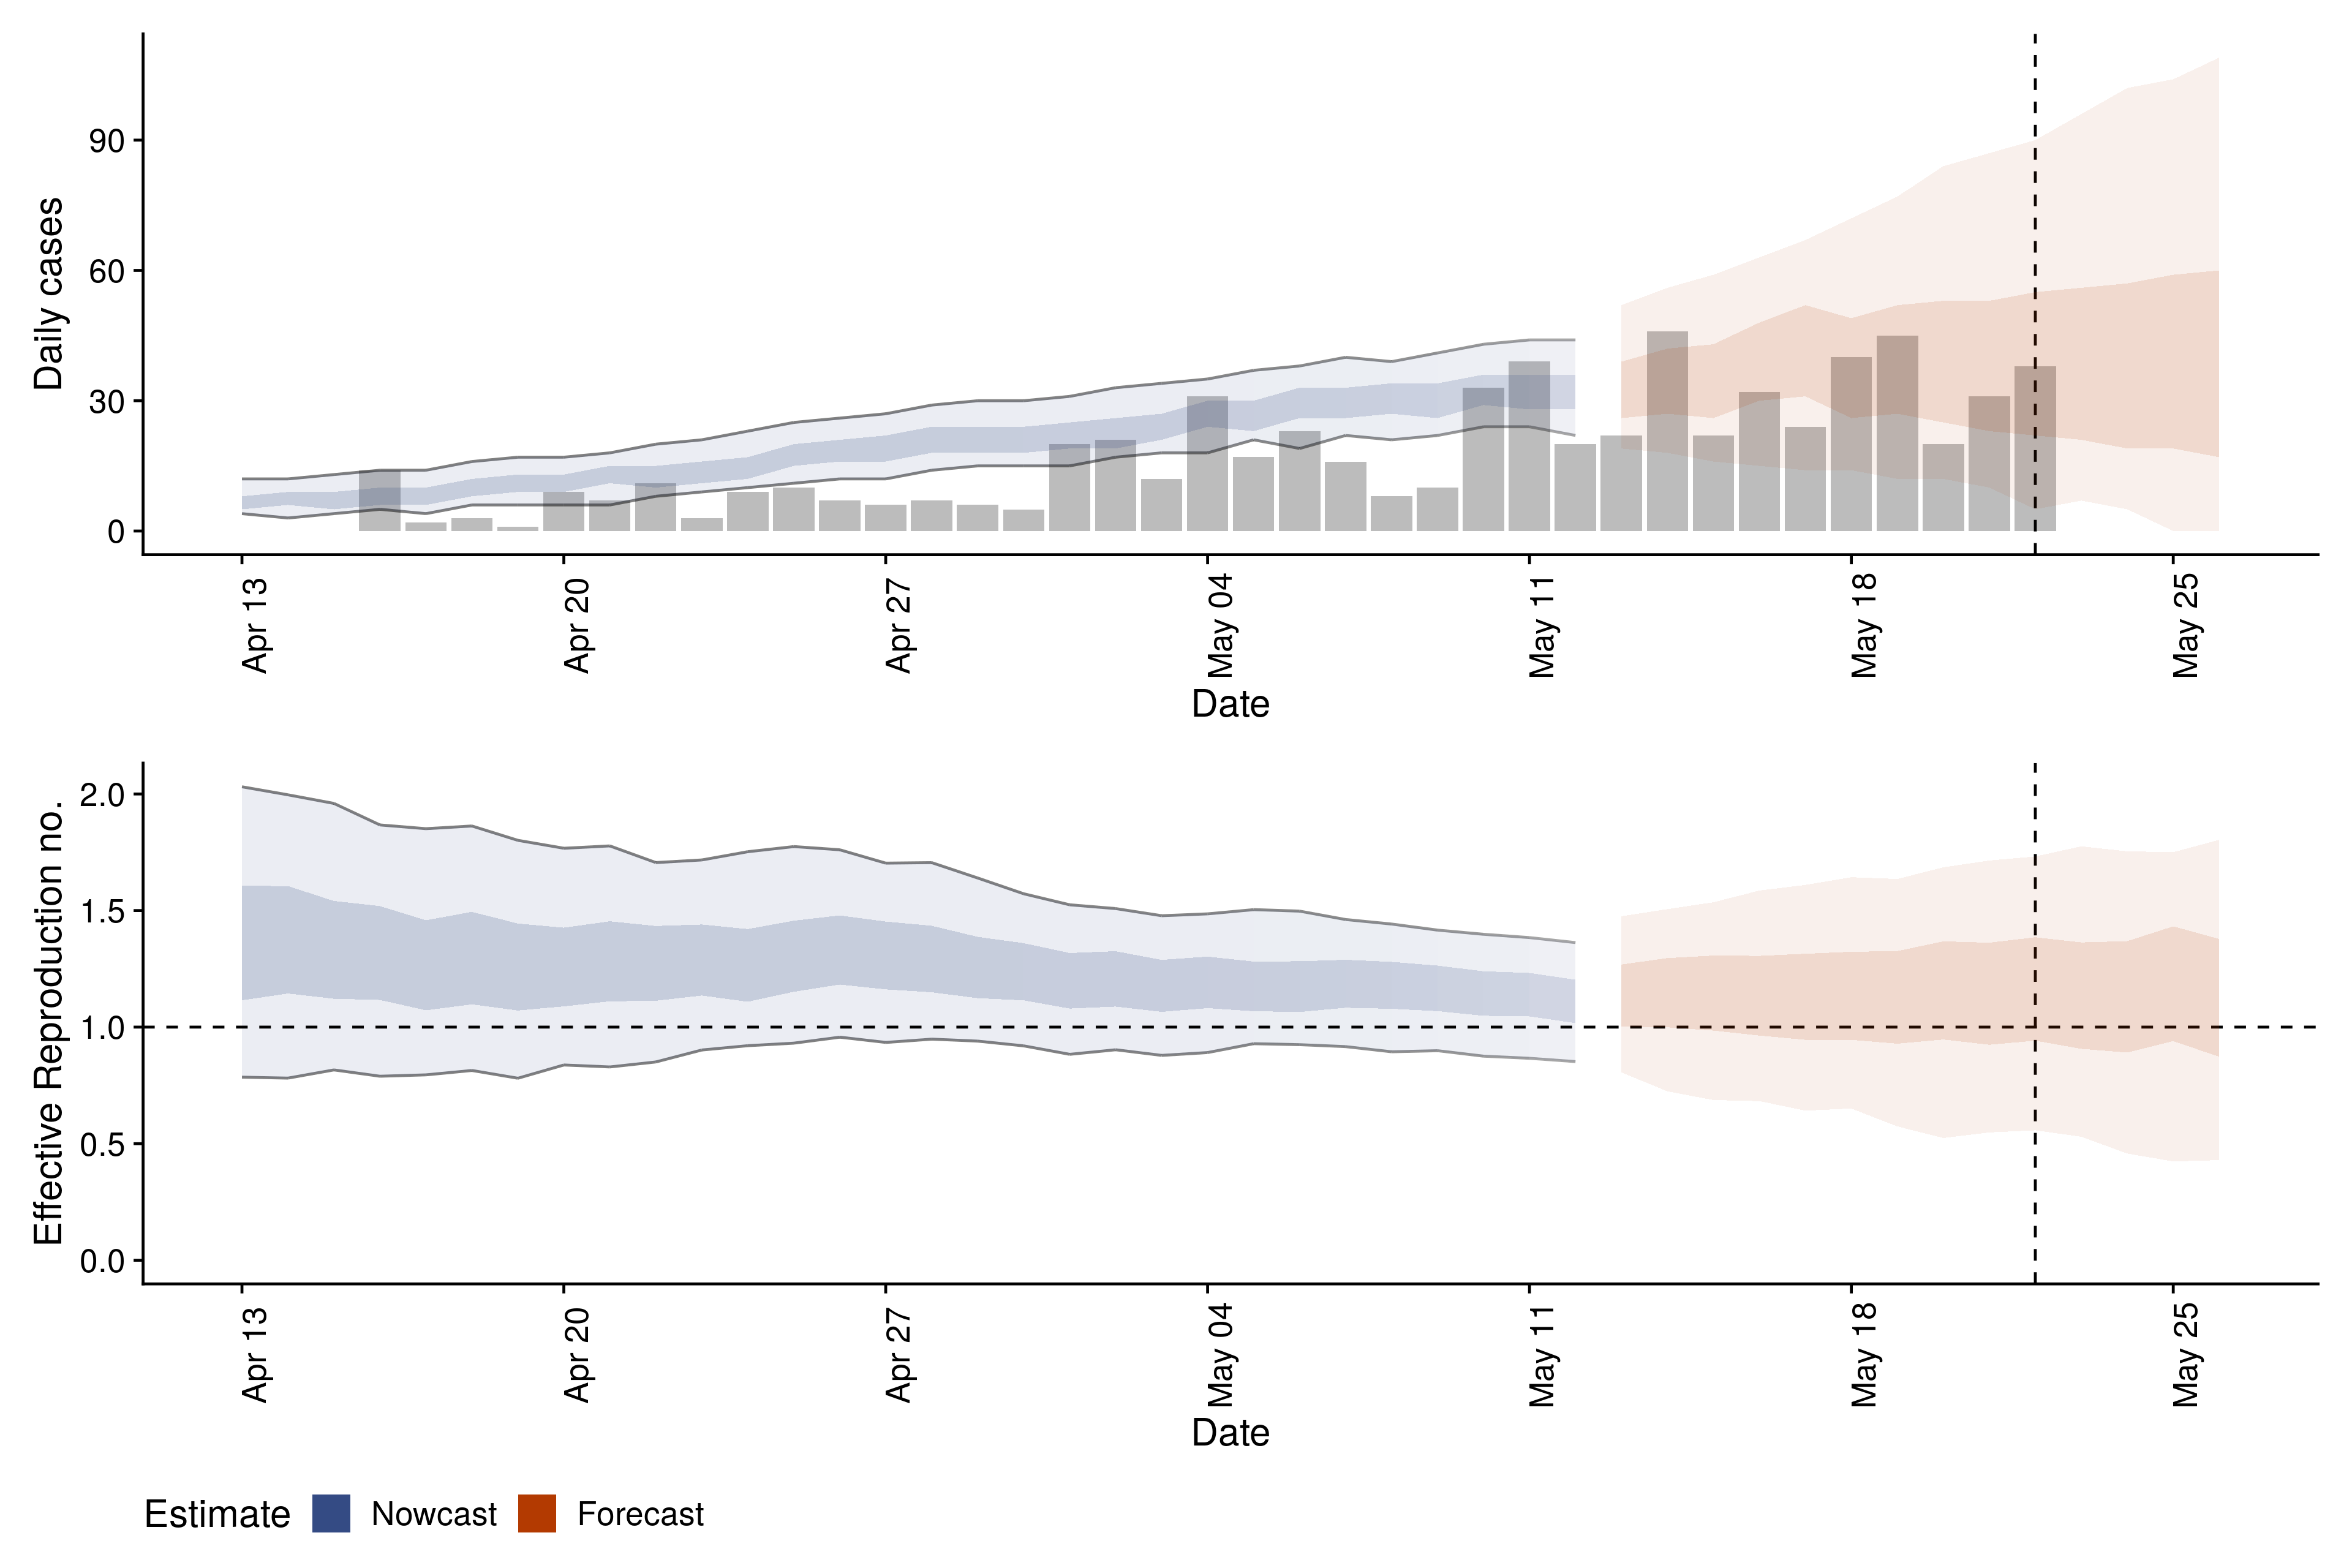 Daily cases
90
60
30
0
Apr 13
Apr 20
Apr 27
May 04
May 11
May 18
May 25
Date
Effective Reproduction no.
2.0
1.5
1.0
0.5
0.0
Apr 13
Apr 20
Apr 27
May 04
May 11
May 18
May 25
Date
Estimate Nowcast Forecast